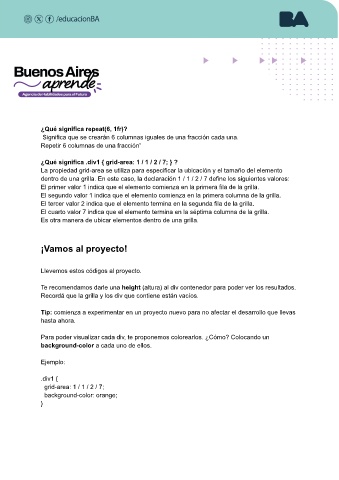 /educacionBA
BA
Buenos Aires
aprende
Agencia de Habilidades para el Futuro
¿Qué significa repeat(6, 1fr)?
Significa que se crearán 6 columnas iguales de una fracción cada una.
Repetir 6 columnas de una fracción"
¿Qué significa .div1 { grid-area: 1 / 1 / 2 / 7; } ?
La propiedad grid-area se utiliza para especificar la ubicación y el tamaño del elemento
dentro de una grilla. En este caso, la declaración 1 / 1 / 2 / 7 define los siguientes valores:
El primer valor 1 indica que el elemento comienza en la primera fila de la grilla.
El segundo valor 1 indica que el elemento comienza en la primera columna de la grilla.
El tercer valor 2 indica que el elemento termina en la segunda fila de la grilla.
El cuarto valor 7 indica que el elemento termina en la séptima columna de la grilla.
Es otra manera de ubicar elementos dentro de una grilla.
¡Vamos al proyecto!
Llevemos estos códigos al proyecto.
Te recomendamos darle una height (altura) al div contenedor para poder ver los resultados.
Recordá que la grilla y los div que contiene están vacíos.
Tip: comienza a experimentar en un proyecto nuevo para no afectar el desarrollo que llevas
hasta ahora.
Para poder visualizar cada div, te proponemos colorearlos. ¿Cómo? Colocando un
background-color a cada uno de ellos.
Ejemplo:
.div1 {
grid-area: 1 / 1 / 2 / 7;
background-color: orange;
}